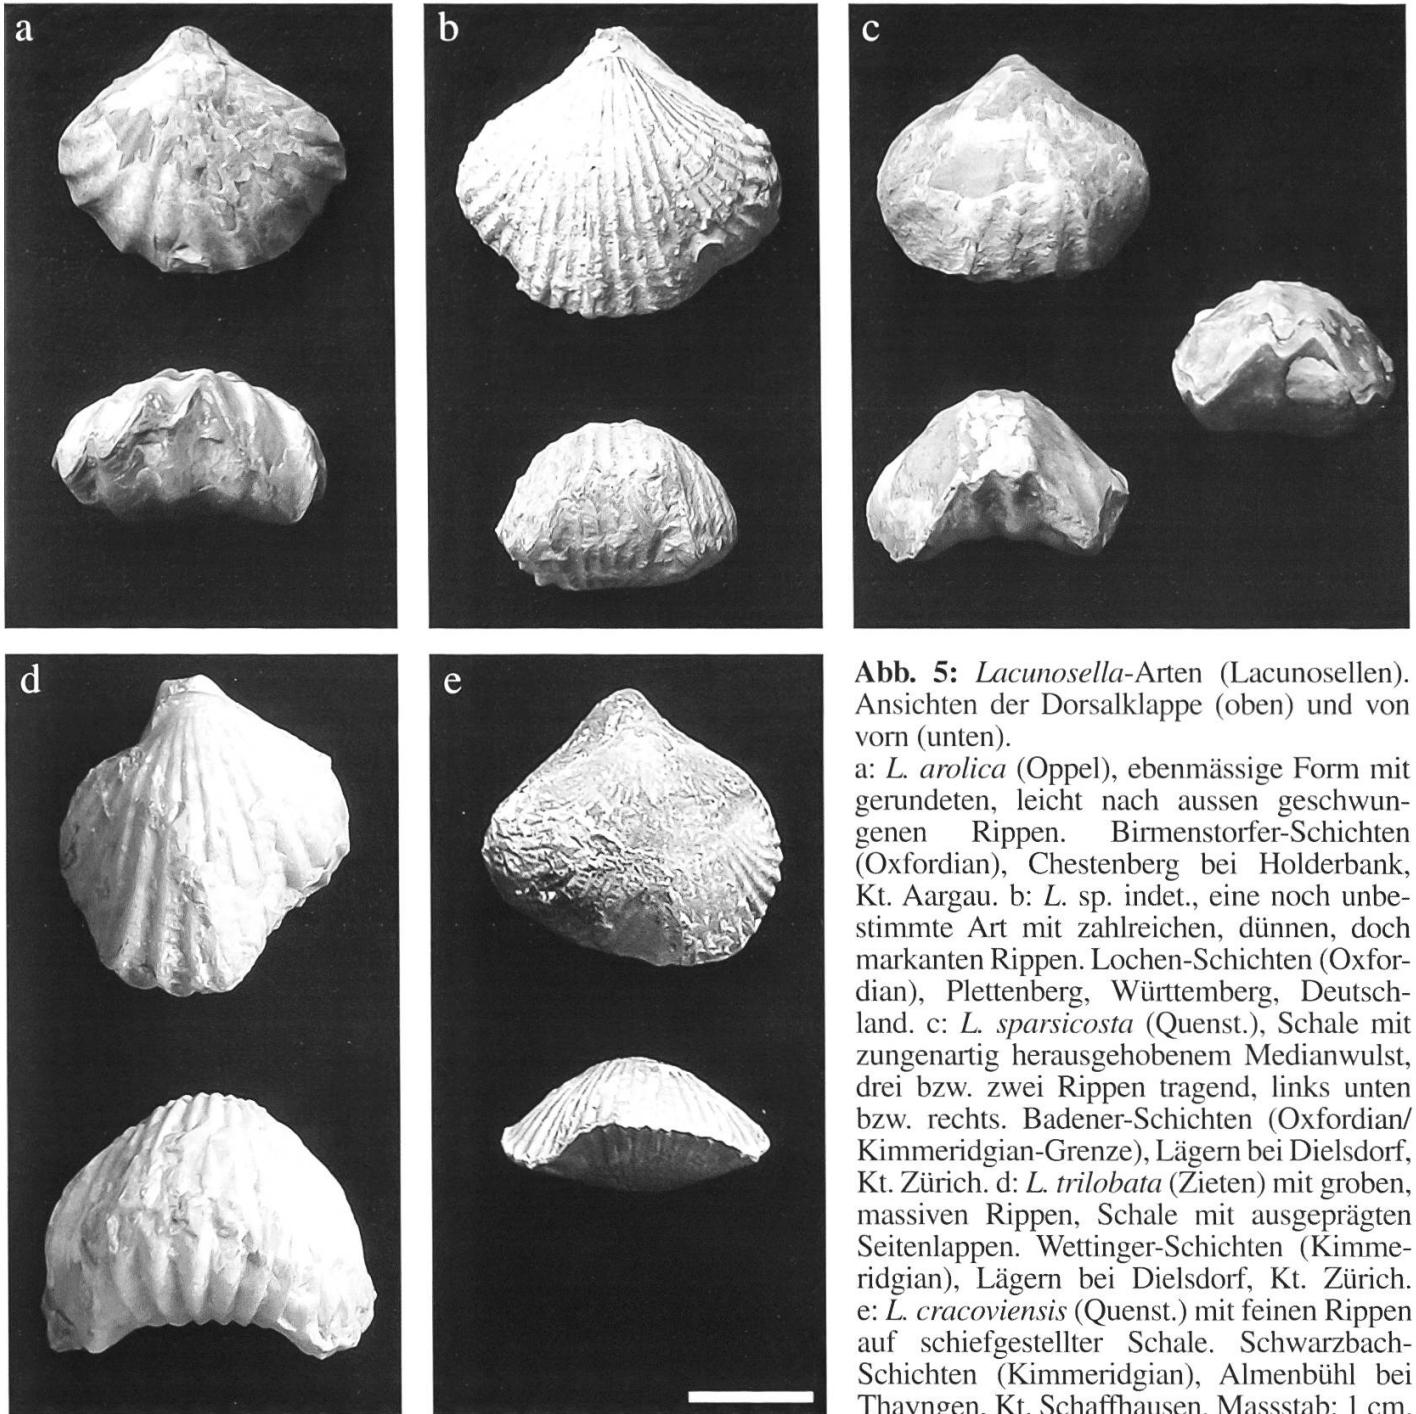 a
b
c
d
e
Abb. 5: Lacunosella-Arten (Lacunosellen).
Ansichten der Dorsalklappe (oben) und von
vorn (unten).
a: L. arolica (Oppel), ebenmässige Form mit
gerundeten, leicht nach aussen geschwun-
genen Rippen. Birmenstorfer-Schichten
(Oxfordian), Chestenberg bei Holderbank,
Kt. Aargau. b: L. sp. indet., eine noch unbe-
stimmte Art mit zahlreichen, dünnen, doch
markanten Rippen. Lochen-Schichten (Oxfor-
dian), Plettenberg, Württemberg, Deutsch-
land. c: L. sparsicosta (Quenst.), Schale mit
zungenartig herausgehobenem Medianwulst,
drei bzw. zwei Rippen tragend, links unten
bzw. rechts. Badener-Schichten (Oxfordian/
Kimmeridgian-Grenze), Lägern bei Dielsdorf,
Kt. Zürich. d: L. trilobata (Zieten) mit groben,
massiven Rippen, Schale mit ausgeprägten
Seitenlappen. Wettinger-Schichten (Kimme-
ridgian), Lägern bei Dielsdorf, Kt. Zürich.
e: L. cracoviensis (Quenst.) mit feinen Rippen
auf schiefgestellter Schale. Schwarzbach-
Schichten (Kimmeridgian), Almenbühl bei
Thayngen, Kt. Schaffhausen. Massstab: 1 cm.